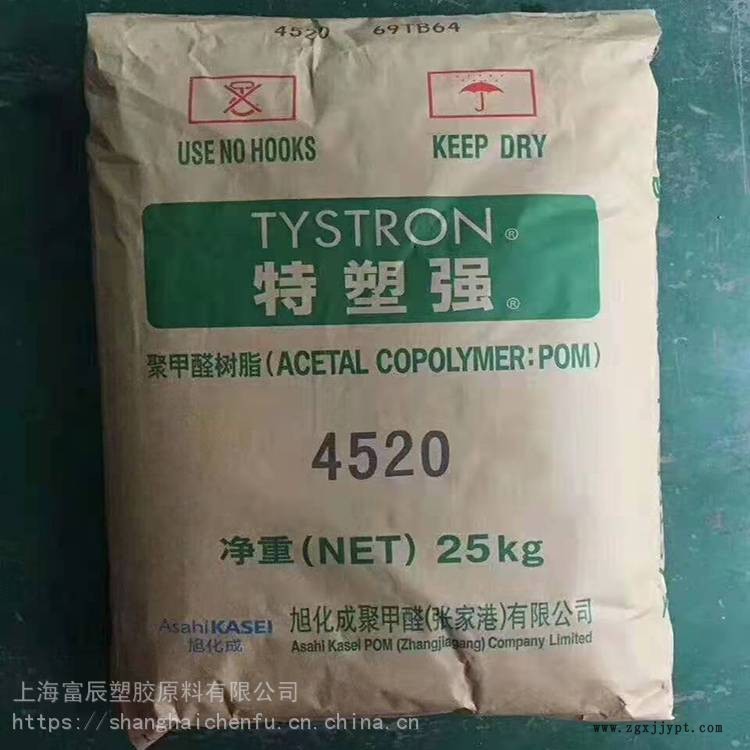 4520 69TB64
USE NO HOOKS KEEP DRY
TYSTRON®
特塑强®
聚甲醛树脂(ACETAL COPOLYMER:POM)
4520
净重(NET) 25kg
AsahiKASEI 旭化成聚甲醛(张家港)有限公司
旭化成 Asahi Kasei POM (Zhangjiagang) Company Limited
上海富辰塑胶原料有限公司
https://shanghaichenfu.cn.china.cn
www.zgxjjypt.com